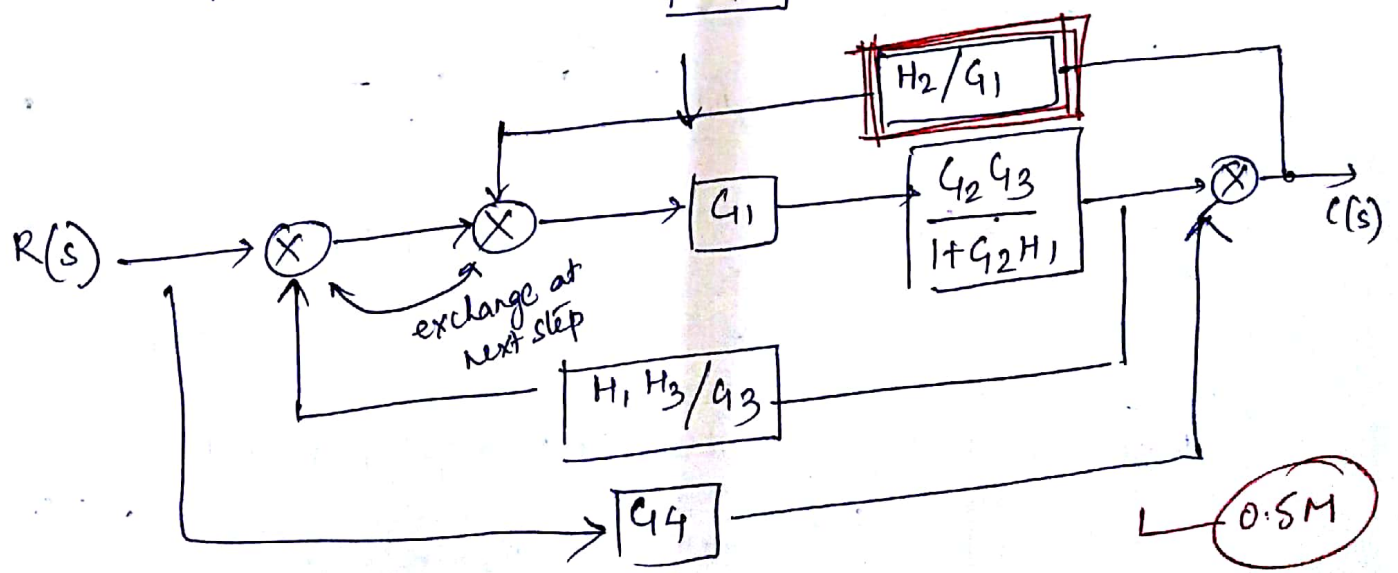 H2/G1
G2G3
1+G2H1
G1
R(s)
C(s)
exchange at
next step
H1H3/G3
G4
0.5M